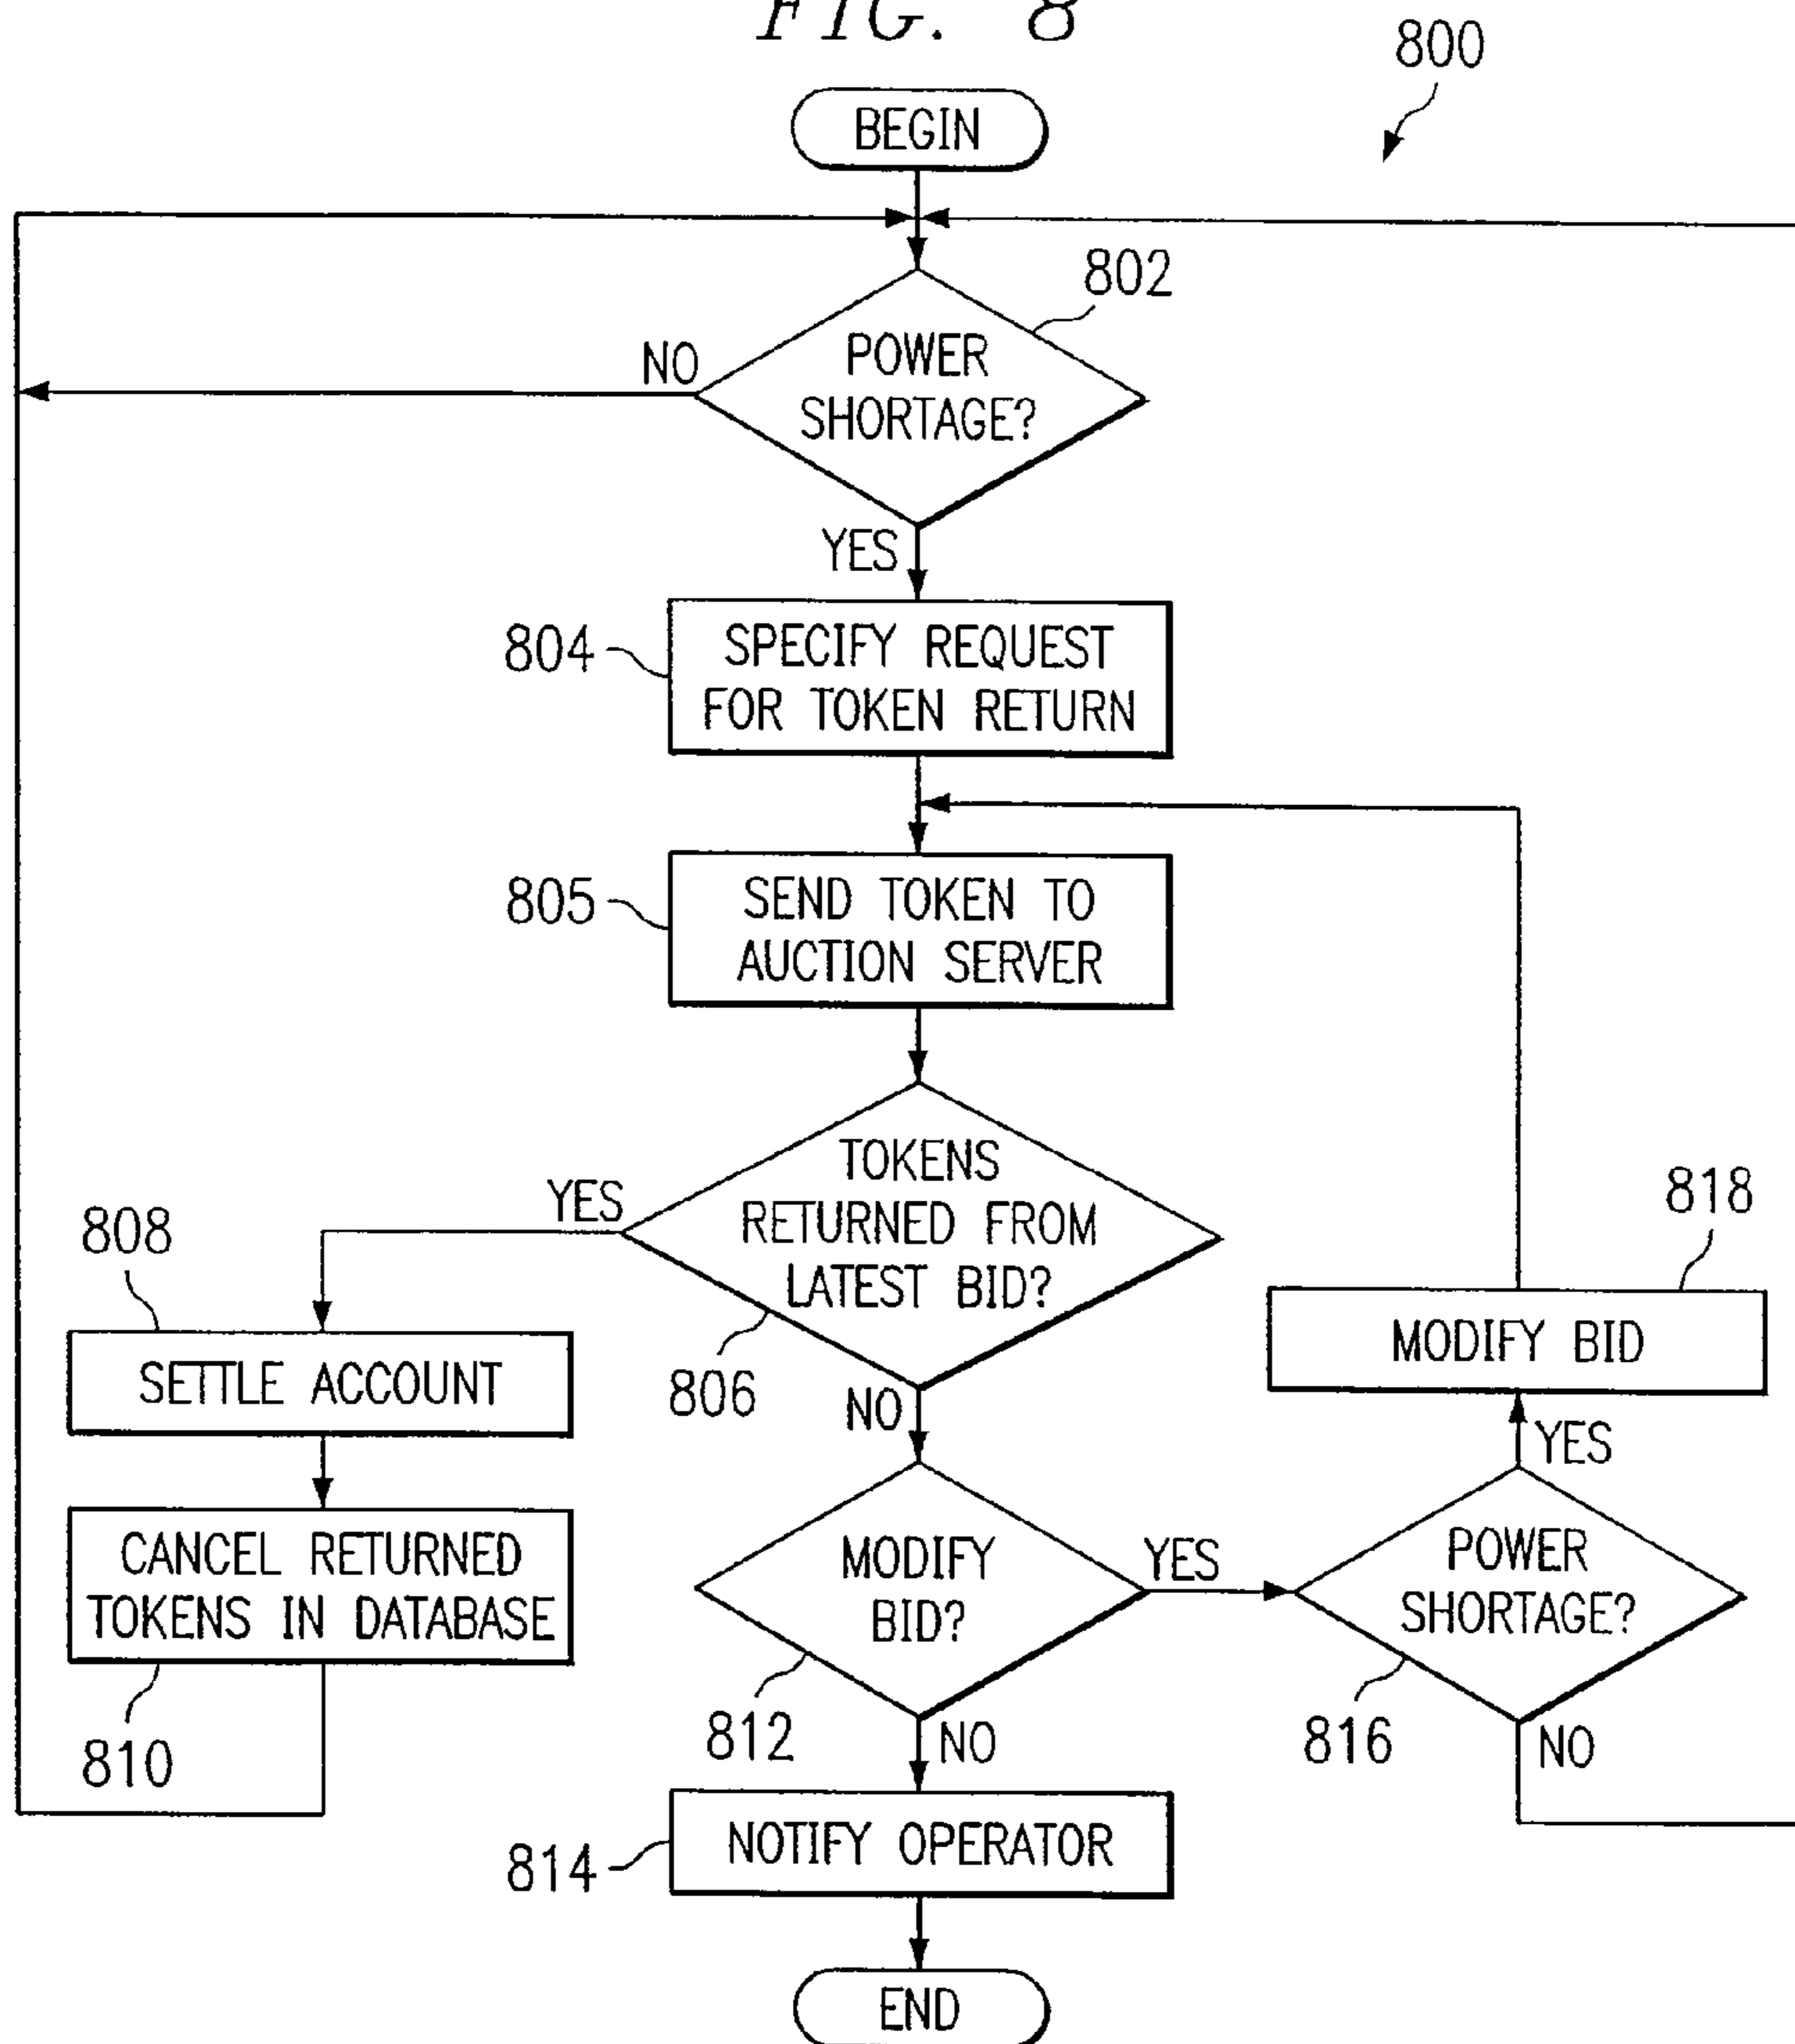 FIG. 8
800
BEGIN
802
POWER
SHORTAGE?
NO
YES
804
SPECIFY REQUEST
FOR TOKEN RETURN
805
SEND TOKEN TO
AUCTION SERVER
TOKENS
RETURNED FROM
LATEST BID?
806
YES
NO
808
SETTLE ACCOUNT
CANCEL RETURNED
TOKENS IN DATABASE
810
MODIFY
BID?
812
YES
NO
818
MODIFY BID
YES
POWER
SHORTAGE?
816
NO
814
NOTIFY OPERATOR
END